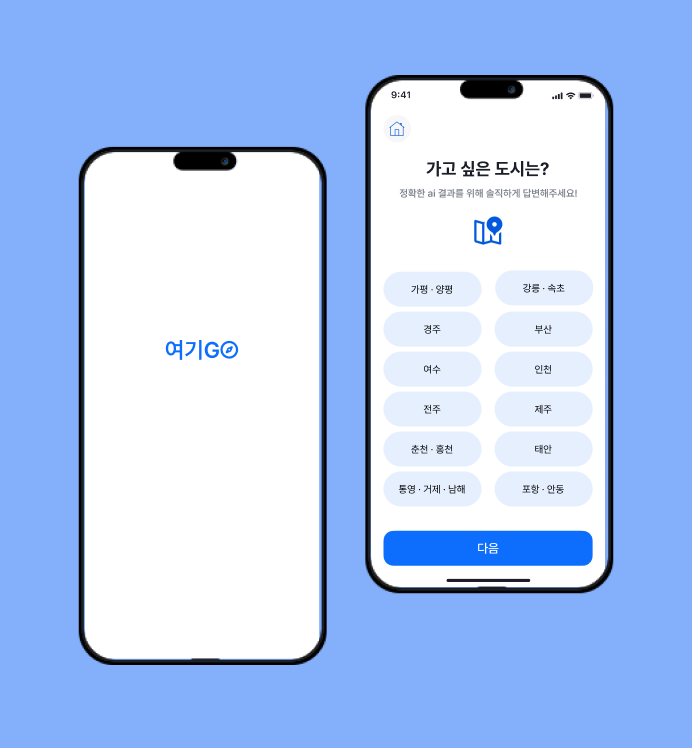 여기GO
9:41
가고 싶은 도시는?
정확한 ai 결과를 위해 솔직하게 답변해주세요!
가평 · 양평
강릉 · 속초
경주
부산
여수
인천
전주
제주
춘천 · 홍천
태안
통영 · 거제 · 남해
포항 · 안동
다음